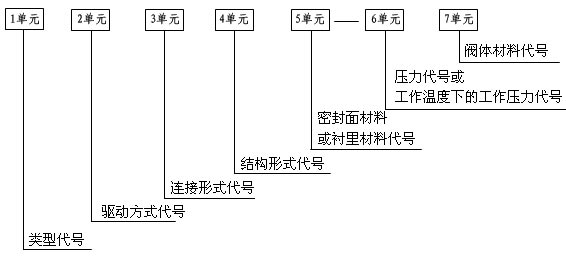 1单元 2单元 3单元 4单元 5单元 — 6单元 7单元
阀体材料代号
压力代号或
工作温度下的工作压力代号
密封面材料
或衬里材料代号
结构形式代号
连接形式代号
驱动方式代号
类型代号